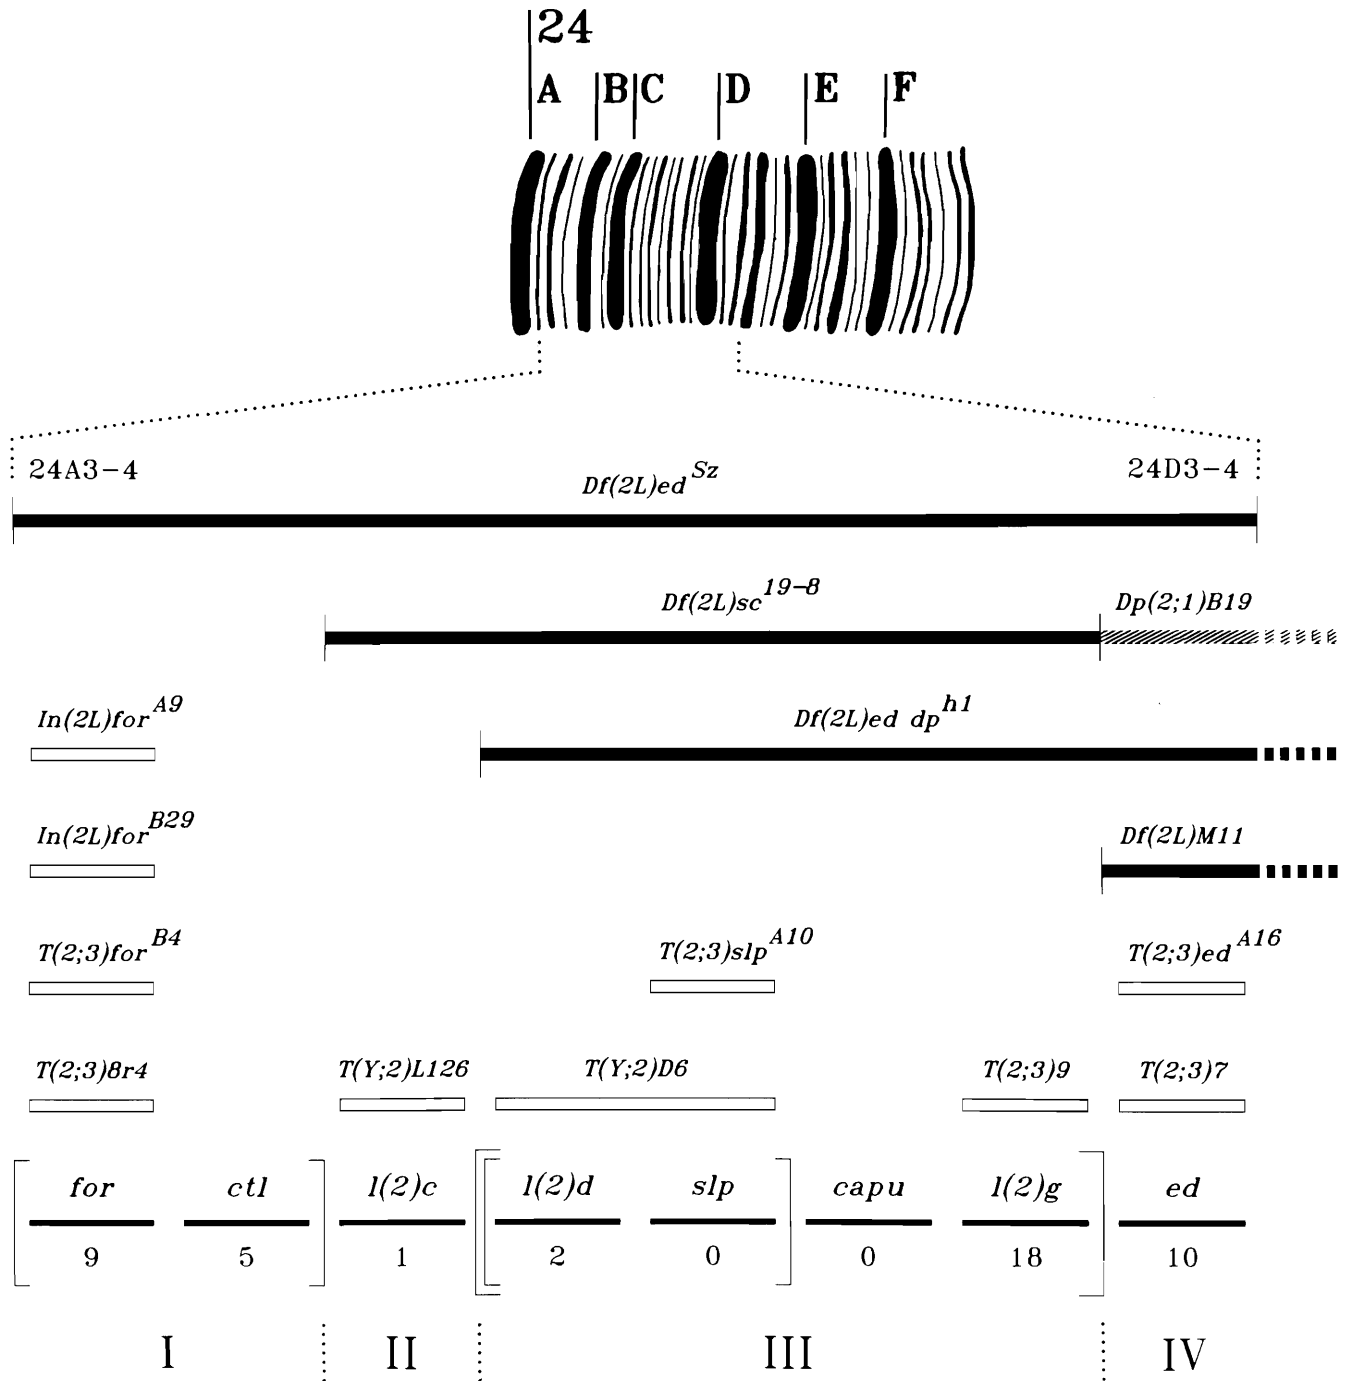 24
A B C D E F
24A3-4 Df(2L)ed^Sz 24D3-4
Df(2L)sc^19-8 Dp(2;1)B19
In(2L)for^A9 Df(2L)ed dp^h1
In(2L)for^B29 Df(2L)M11
T(2;3)for^B4 T(2;3)slp^A10 T(2;3)ed^A16
T(2;3)8r4 T(Y;2)L126 T(Y;2)D6 T(2;3)9 T(2;3)7
for ctl l(2)c l(2)d slp capu l(2)g ed
9 5 1 2 0 0 18 10
I II III IV